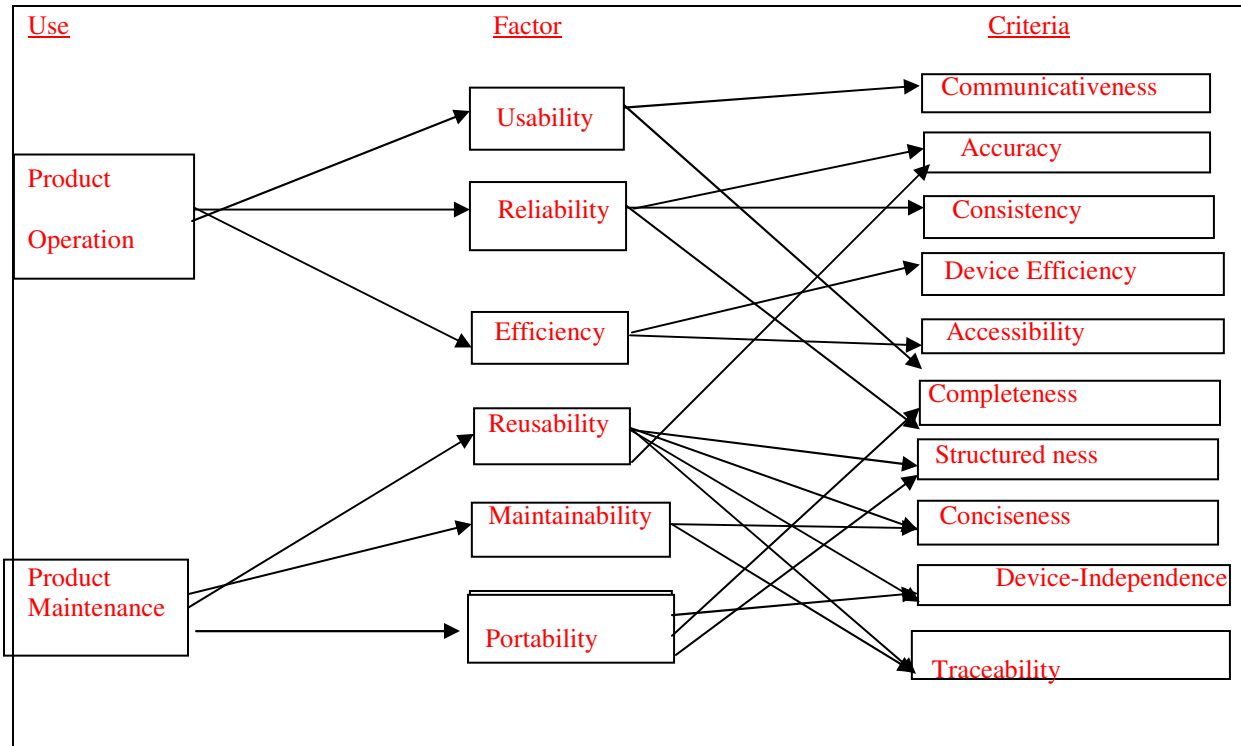 Use
Factor
Criteria
Product
Operation
Product
Maintenance
Usability
Reliability
Efficiency
Reusability
Maintainability
Portability
Communicativeness
Accuracy
Consistency
Device Efficiency
Accessibility
Completeness
Structured ness
Conciseness
Device-Independence
Traceability